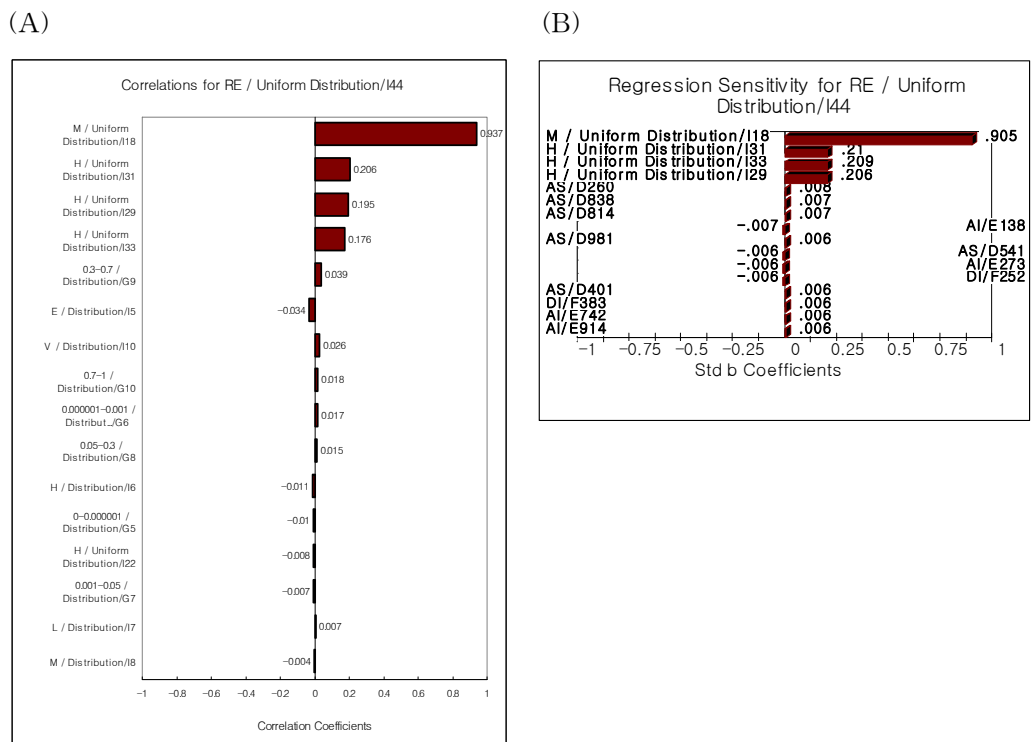 (A)
(B)
Correlations for RE / Uniform Distribution/I44
M / Uniform
Distribution/I18
0.937
H / Uniform
Distribution/I31
0.206
H / Uniform
Distribution/I29
0.195
H / Uniform
Distribution/I33
0.176
0.3-0.7 /
Distribution/G9
0.039
E / Distribution/I5
-0.034
V / Distribution/I10
0.026
0.7-1 /
Distribution/G10
0.018
0.000001-0.001 /
Distribut.../G6
0.017
0.05-0.3 /
Distribution/G8
0.015
H / Distribution/I6
-0.011
0-0.000001 /
Distribution/G5
-0.01
H / Uniform
Distribution/I22
-0.008
0.001-0.05 /
Distribution/G7
-0.007
L / Distribution/I7
0.007
M / Distribution/I8
-0.004
-1 -0.8 -0.6 -0.4 -0.2 0 0.2 0.4 0.6 0.8 1
Correlation Coefficients
Regression Sensitivity for RE / Uniform
Distribution/I44
M / Uniform Distribution/I18 .905
H / Uniform Distribution/I31 .21
H / Uniform Distribution/I33 .209
H / Uniform Distribution/I29 .206
AS/D260 .008
AS/D838 .007
AS/D814 .007
-.007 AI/E138
AS/D981 .006
-.006 AS/D541
-.006 AI/E273
-.006 DI/F252
AS/D401 .006
DI/F383 .006
AI/E742 .006
AI/E914 .006
-1 -0.75 -0.5 -0.25 0 0.25 0.5 0.75 1
Std b Coefficients